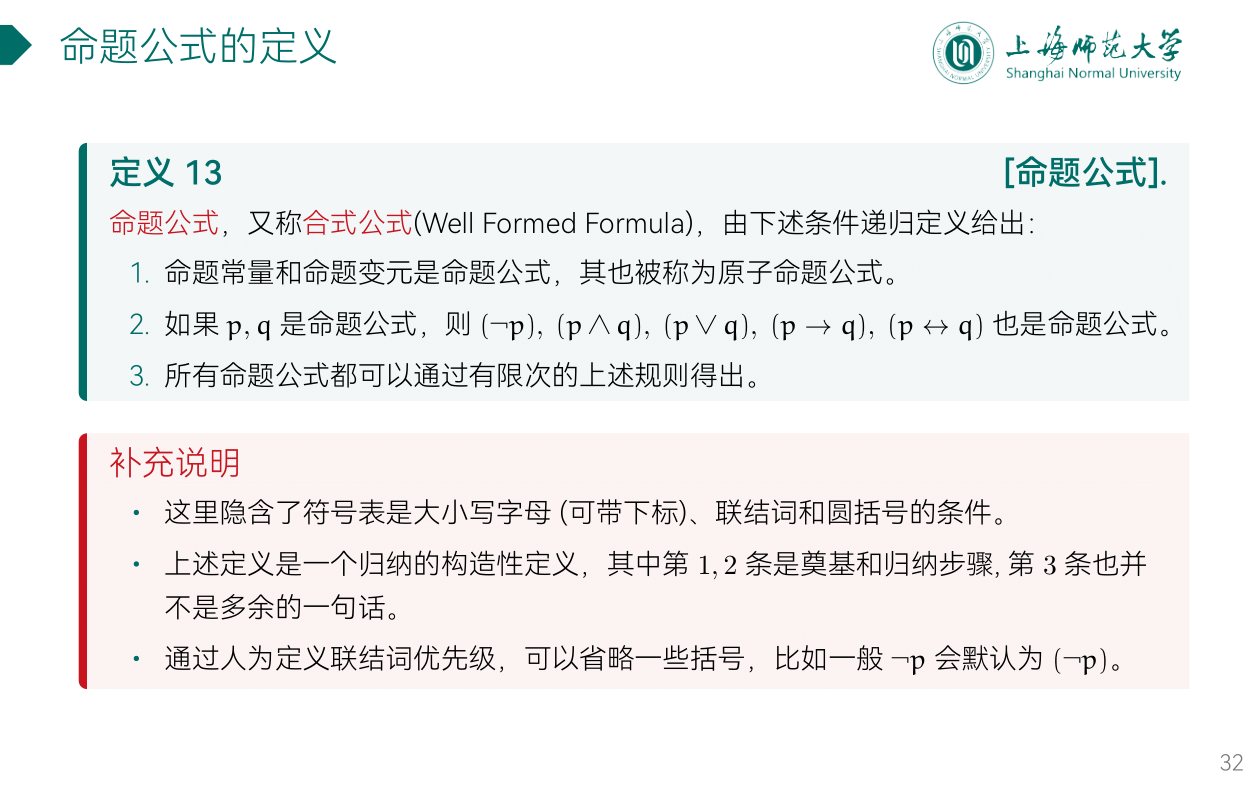 命题公式的定义
上海师范大学
Shanghai Normal University
定义 13 [命题公式].
命题公式，又称合式公式(Well Formed Formula)，由下述条件递归定义给出：
1. 命题常量和命题变元是命题公式，其也被称为原子命题公式。
2. 如果 p, q 是命题公式，则 (¬p), (p ∧ q), (p ∨ q), (p → q), (p ↔ q) 也是命题公式。
3. 所有命题公式都可以通过有限次的上述规则得出。
补充说明
• 这里隐含了符号表是大小写字母 (可带下标)、联结词和圆括号的条件。
• 上述定义是一个归纳的构造性定义，其中第 1, 2 条是奠基和归纳步骤, 第 3 条也并
不是多余的一句话。
• 通过人为定义联结词优先级，可以省略一些括号，比如一般 ¬p 会默认为 (¬p)。
32